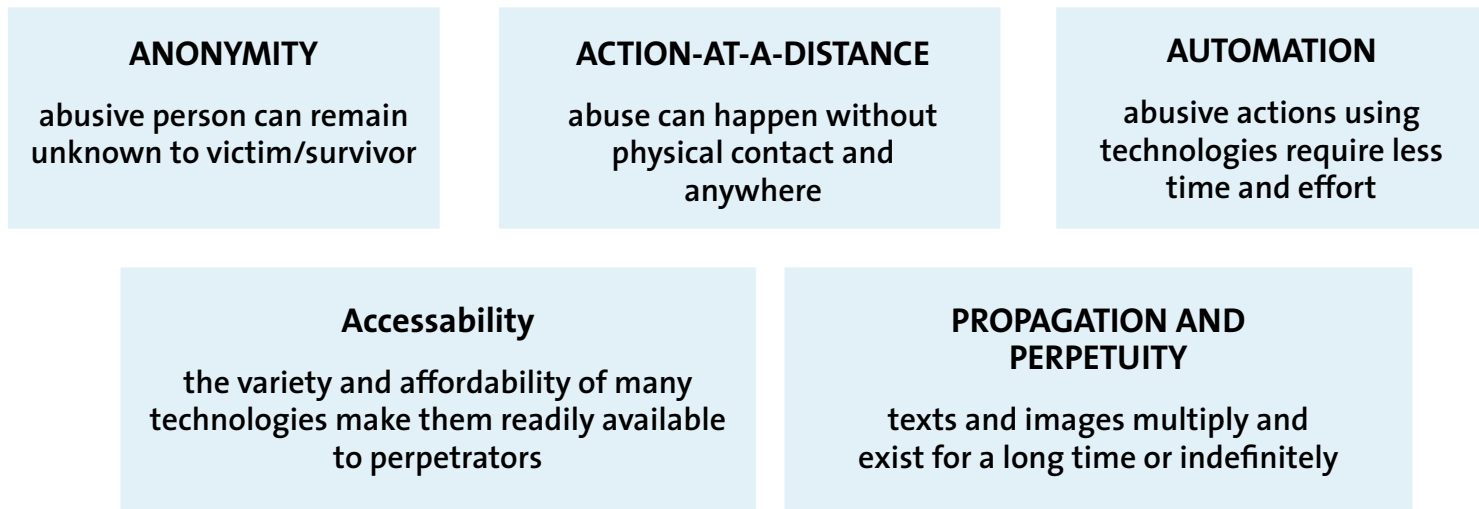 ANONYMITY
abusive person can remain
unknown to victim/survivor
ACTION-AT-A-DISTANCE
abuse can happen without
physical contact and
anywhere
AUTOMATION
abusive actions using
technologies require less
time and effort
Accessability
the variety and affordability of many
technologies make them readily available
to perpetrators
PROPAGATION AND
PERPETUITY
texts and images multiply and
exist for a long time or indefinitely